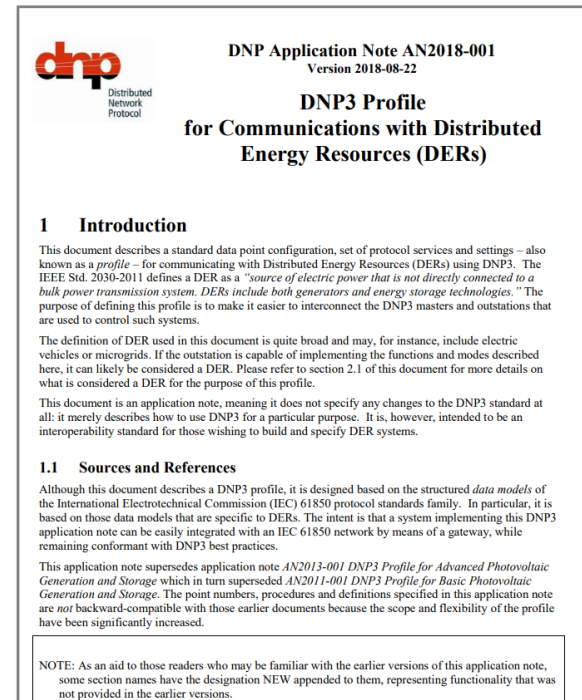 DNP Application Note AN2018-001
Version 2018-08-22
dnp
Distributed
Network
Protocol
DNP3 Profile
for Communications with Distributed
Energy Resources (DERs)
1 Introduction
This document describes a standard data point configuration, set of protocol services and settings – also
known as a profile – for communicating with Distributed Energy Resources (DERs) using DNP3. The
IEEE Std. 2030-2011 defines a DER as a “source of electric power that is not directly connected to a
bulk power transmission system. DERs include both generators and energy storage technologies.” The
purpose of defining this profile is to make it easier to interconnect the DNP3 masters and outstations that
are used to control such systems.
The definition of DER used in this document is quite broad and may, for instance, include electric
vehicles or microgrids. If the outstation is capable of implementing the functions and modes described
here, it can likely be considered a DER. Please refer to section 2.1 of this document for more details on
what is considered a DER for the purpose of this profile.
This document is an application note, meaning it does not specify any changes to the DNP3 standard at
all: it merely describes how to use DNP3 for a particular purpose. It is, however, intended to be an
interoperability standard for those wishing to build and specify DER systems.
1.1 Sources and References
Although this document describes a DNP3 profile, it is designed based on the structured data models of
the International Electrotechnical Commission (IEC) 61850 protocol standards family. In particular, it is
based on those data models that are specific to DERs. The intent is that a system implementing this DNP3
application note can be easily integrated with an IEC 61850 network by means of a gateway, while
remaining conformant with DNP3 best practices.
This application note supersedes application note AN2013-001 DNP3 Profile for Advanced Photovoltaic
Generation and Storage which in turn superseded AN2011-001 DNP3 Profile for Basic Photovoltaic
Generation and Storage. The point numbers, procedures and definitions specified in this application note
are not backward-compatible with those earlier documents because the scope and flexibility of the profile
have been significantly increased.
NOTE: As an aid to those readers who may be familiar with the earlier versions of this application note,
some section names have the designation NEW appended to them, representing functionality that was
not provided in the earlier versions.